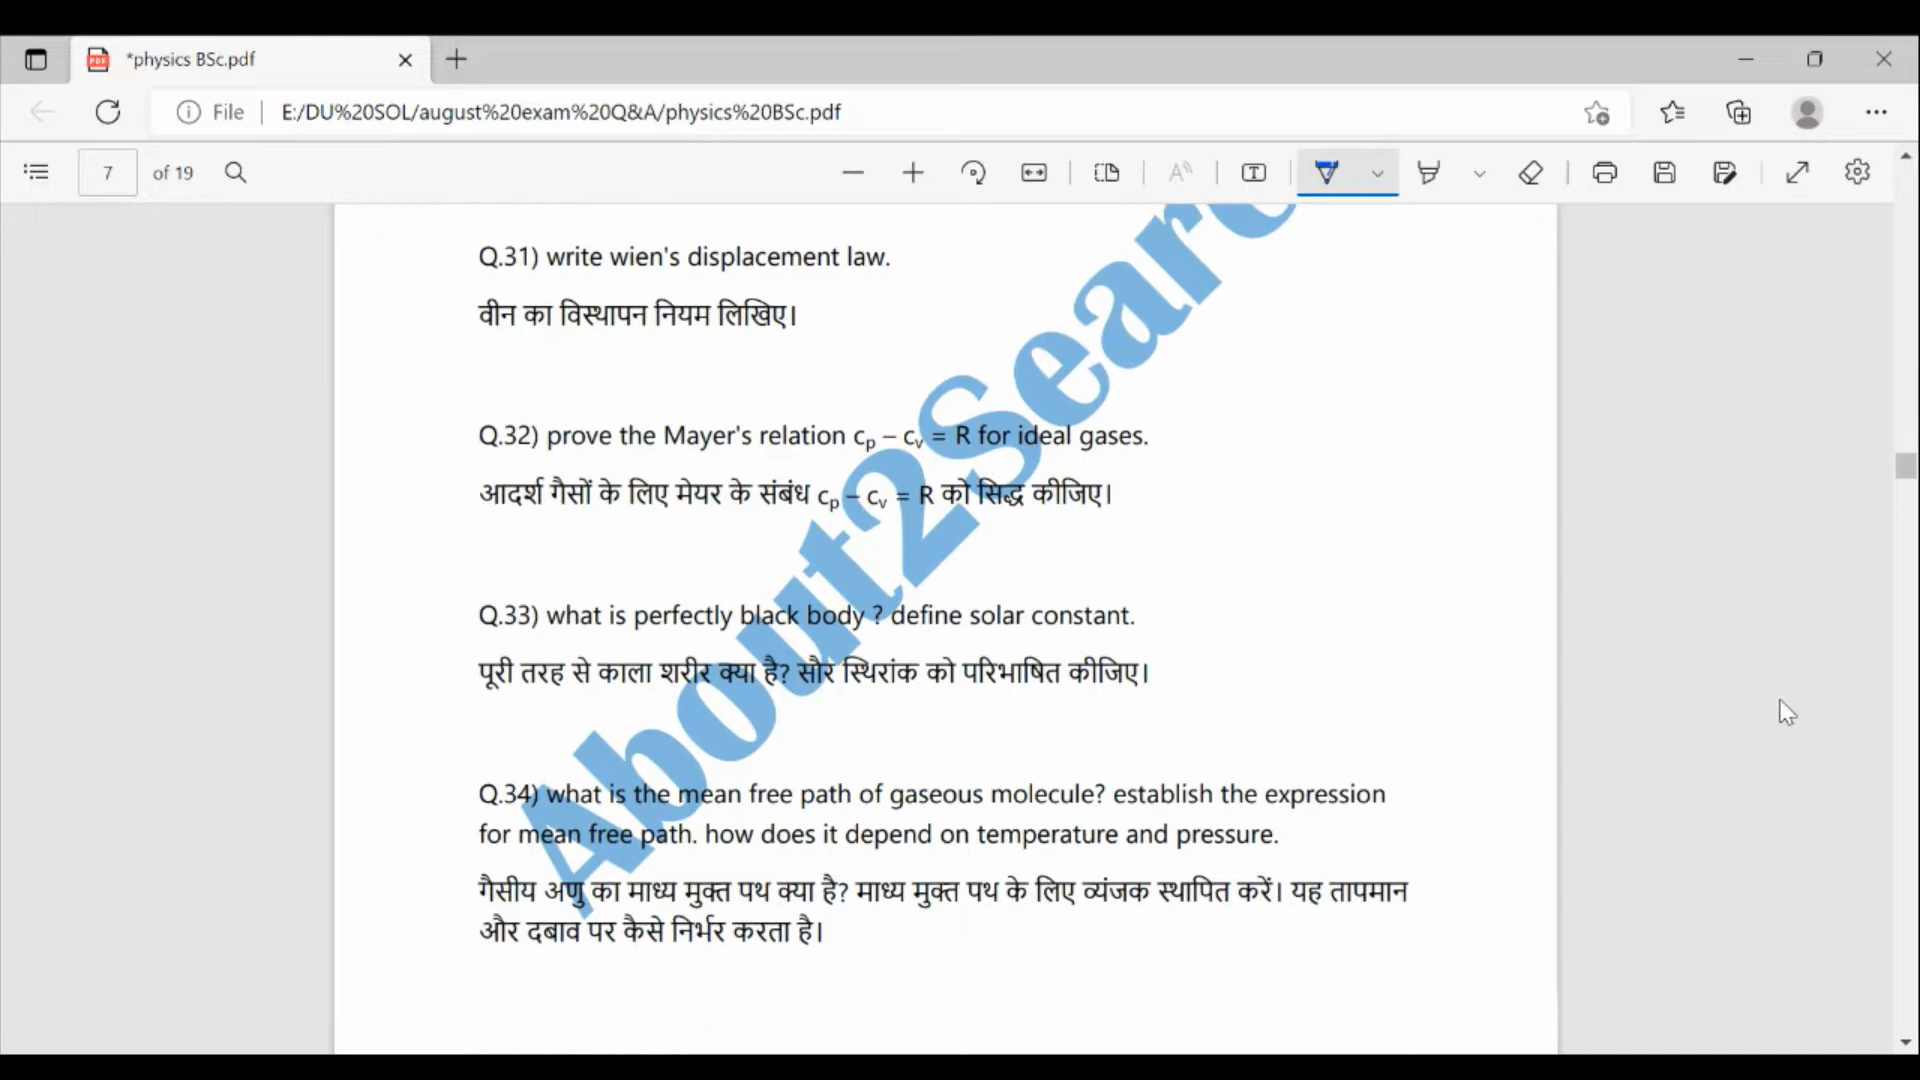 *physics BSc.pdf
File
E:/DU%20SOL/august%20exam%20Q&A/physics%20BSc.pdf
7 of 19
Q.31) write wien's displacement law.
वीन का विस्थापन नियम लिखिए।
Q.32) prove the Mayer's relation cp – cv = R for ideal gases.
आदर्श गैसों के लिए मेयर के संबंध cp – cv = R को सिद्ध कीजिए।
Q.33) what is perfectly black body ? define solar constant.
पूरी तरह से काला शरीर क्या है? सौर स्थिरांक को परिभाषित कीजिए।
Q.34) what is the mean free path of gaseous molecule? establish the expression
for mean free path. how does it depend on temperature and pressure.
गैसीय अणु का माध्य मुक्त पथ क्या है? माध्य मुक्त पथ के लिए व्यंजक स्थापित करें। यह तापमान
और दबाव पर कैसे निर्भर करता है।
About2Searc